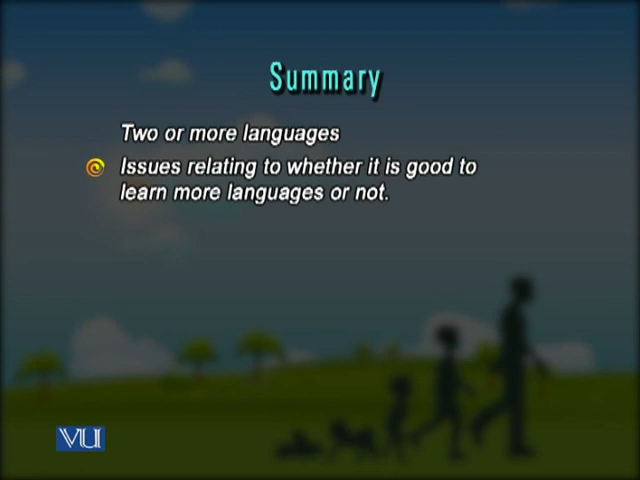 Summary
Two or more languages
Issues relating to whether it is good to
learn more languages or not.
VU